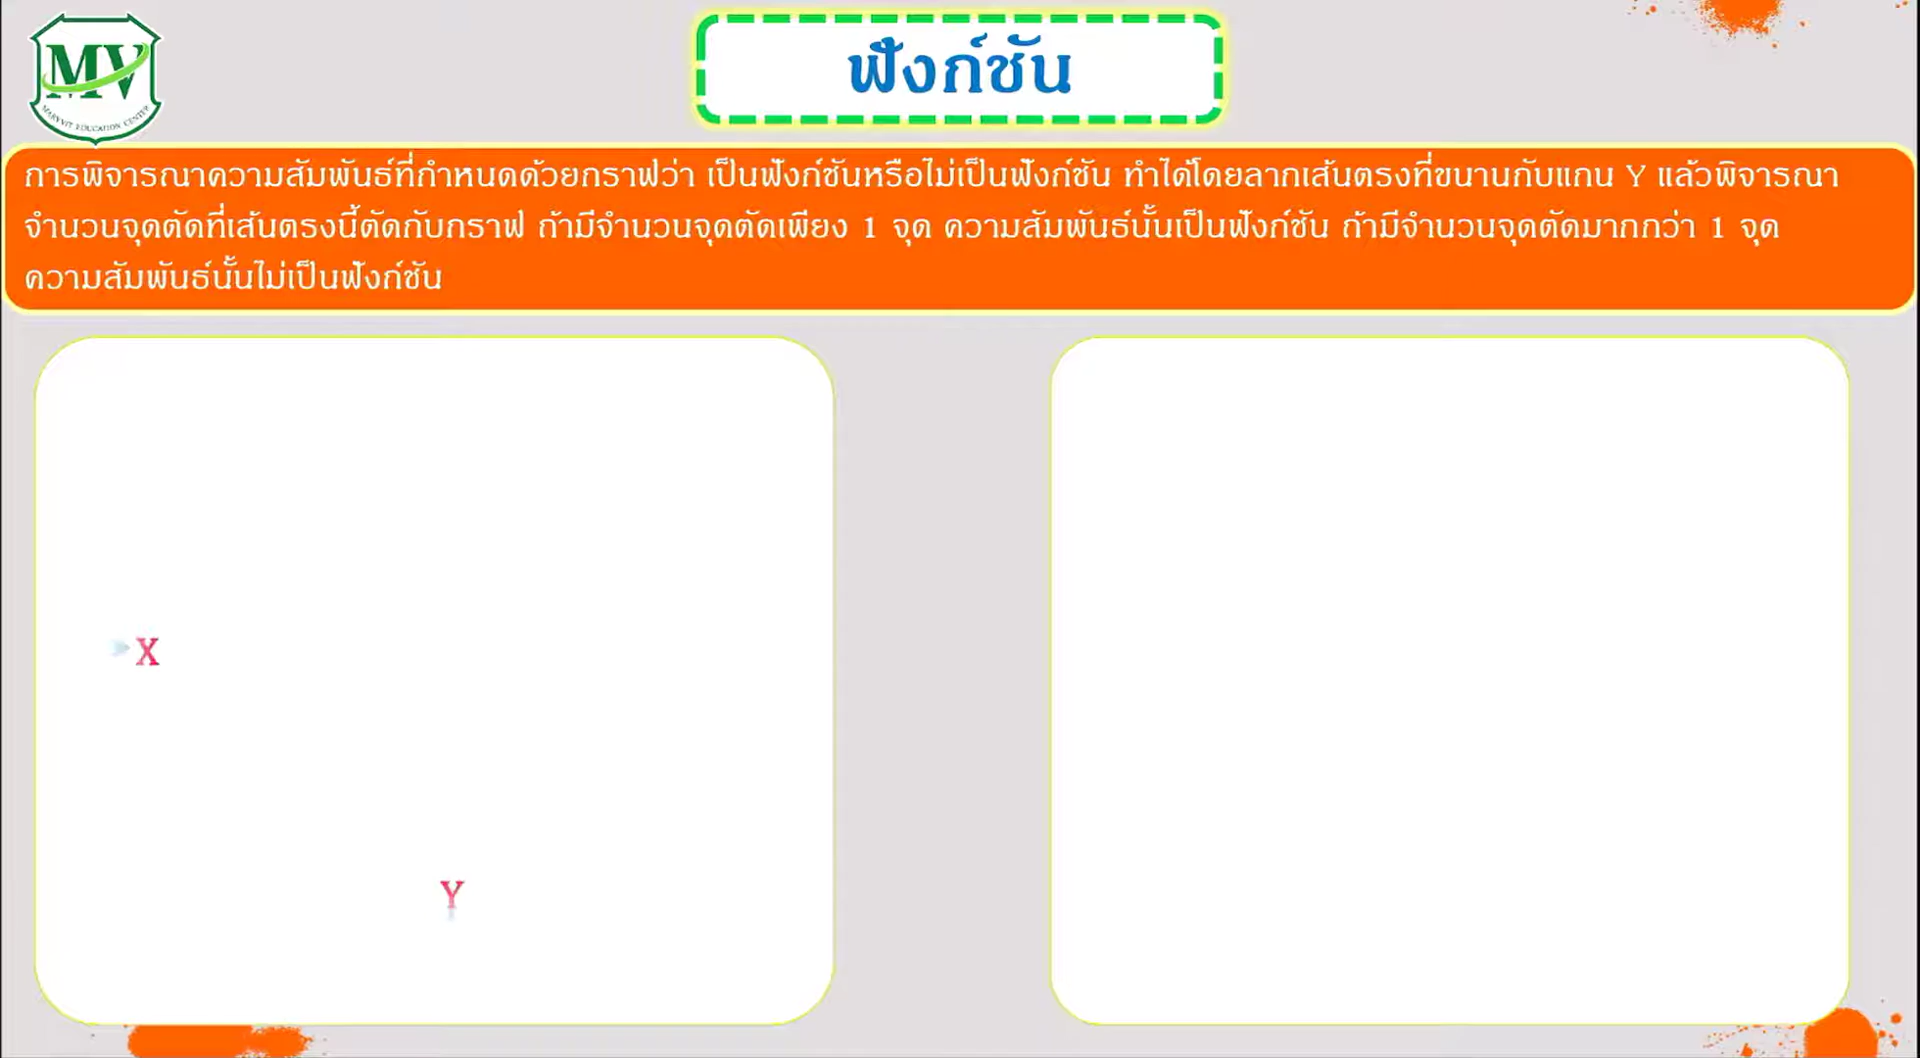 MV
MARYVIT EDUCATION CENTER
ฟังก์ชัน
การพิจารณาความสัมพันธ์ที่กำหนดด้วยกราฟว่า เป็นฟังก์ชันหรือไม่เป็นฟังก์ชัน ทำได้โดยลากเส้นตรงที่ขนานกับแกน Y แล้วพิจารณา
จำนวนจุดตัดที่เส้นตรงนี้ตัดกับกราฟ ถ้ามีจำนวนจุดตัดเพียง 1 จุด ความสัมพันธ์นั้นเป็นฟังก์ชัน ถ้ามีจำนวนจุดตัดมากกว่า 1 จุด
ความสัมพันธ์นั้นไม่เป็นฟังก์ชัน
X
Y